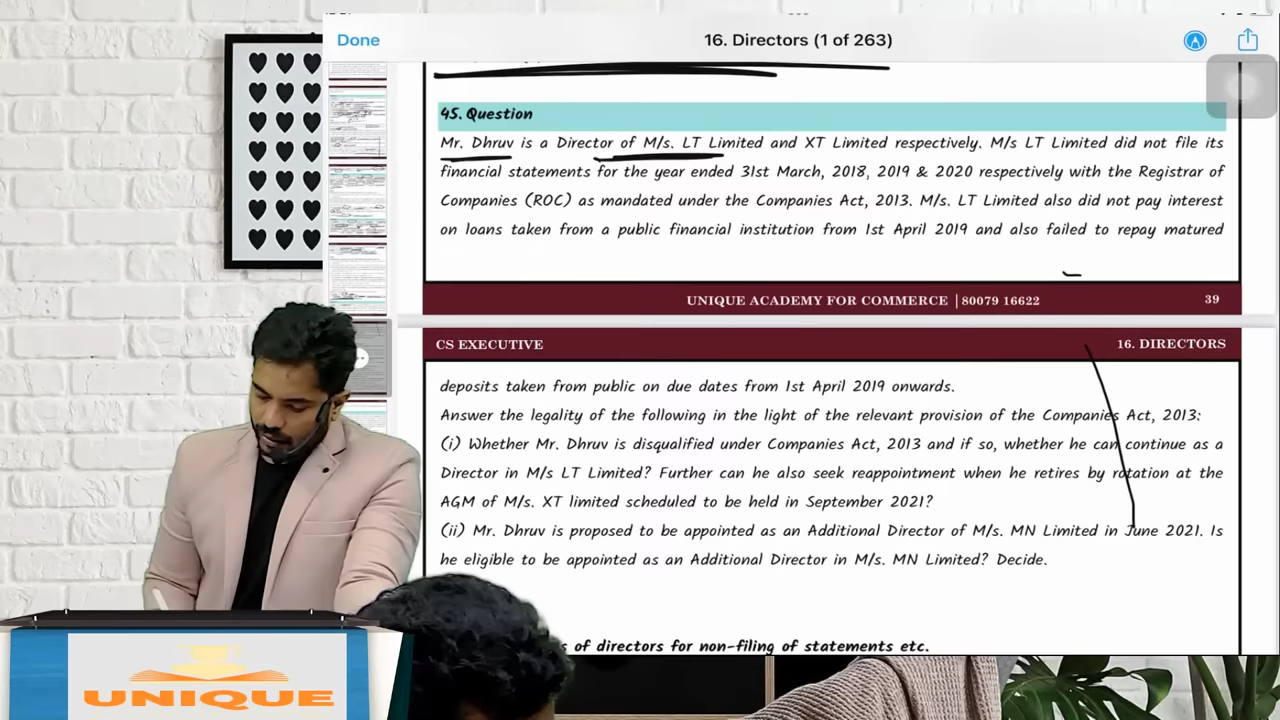 Done
16. Directors (1 of 263)
45. Question
Mr. Dhruv is a Director of M/s. LT Limited and XT Limited respectively. M/s LT Limited did not file its
financial statements for the year ended 31st March, 2018, 2019 & 2020 respectively with the Registrar of
Companies (ROC) as mandated under the Companies Act, 2013. M/s. LT Limited also did not pay interest
on loans taken from a public financial institution from 1st April 2019 and also failed to repay matured
UNIQUE ACADEMY FOR COMMERCE | 80079 16622 39
CS EXECUTIVE 16. DIRECTORS
deposits taken from public on due dates from 1st April 2019 onwards.
Answer the legality of the following in the light of the relevant provision of the Companies Act, 2013:
(i) Whether Mr. Dhruv is disqualified under Companies Act, 2013 and if so, whether he can continue as a
Director in M/s LT Limited? Further can he also seek reappointment when he retires by rotation at the
AGM of M/s. XT limited scheduled to be held in September 2021?
(ii) Mr. Dhruv is proposed to be appointed as an Additional Director of M/s. MN Limited in June 2021. Is
he eligible to be appointed as an Additional Director in M/s. MN Limited? Decide.
of directors for non-filing of statements etc.
UNIQUE